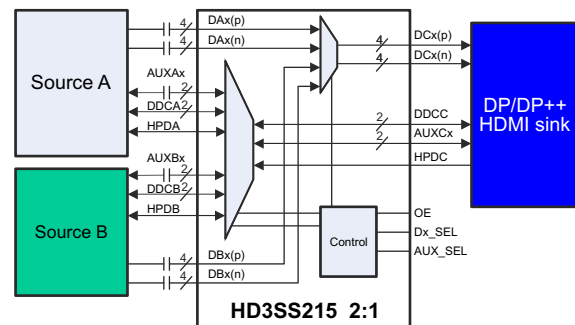 Source A
4
DAx(p)
4
DAx(n)
AUXAx
2
DDCA
2
HPDA
AUXBx
2
DDCB
2
HPDB
Source B
4
DBx(p)
4
DBx(n)
4
DCx(p)
4
DCx(n)
2
DDCC
2
AUXCx
HPDC
DP/DP++
HDMI sink
Control
OE
Dx_SEL
AUX_SEL
HD3SS215 2:1